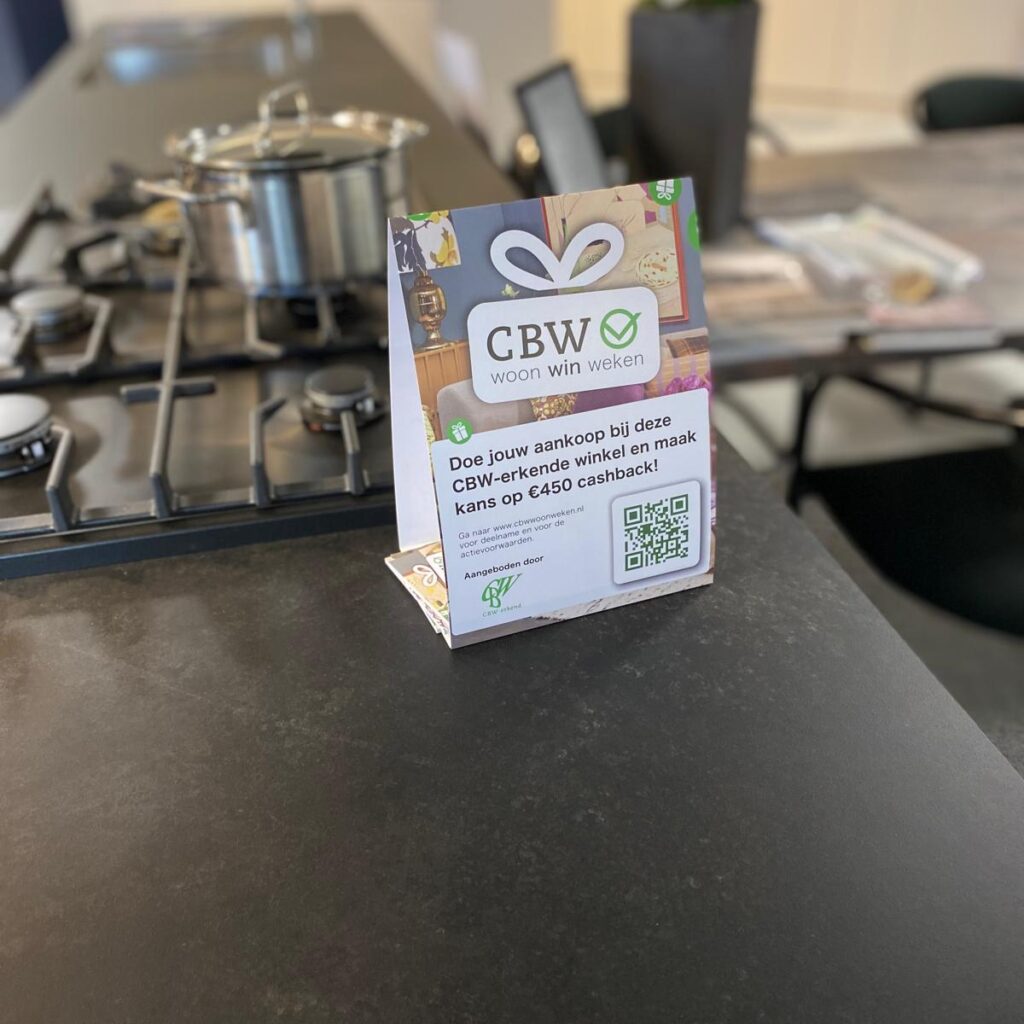 CBW
woon win weken
Doe jouw aankoop bij deze
CBW-erkende winkel en maak
kans op €450 cashback!
Ga naar www.cbwwoonweken.nl
voor deelname en voor de
actievoorwaarden.
Aangeboden door
CBW
CBW-erkend